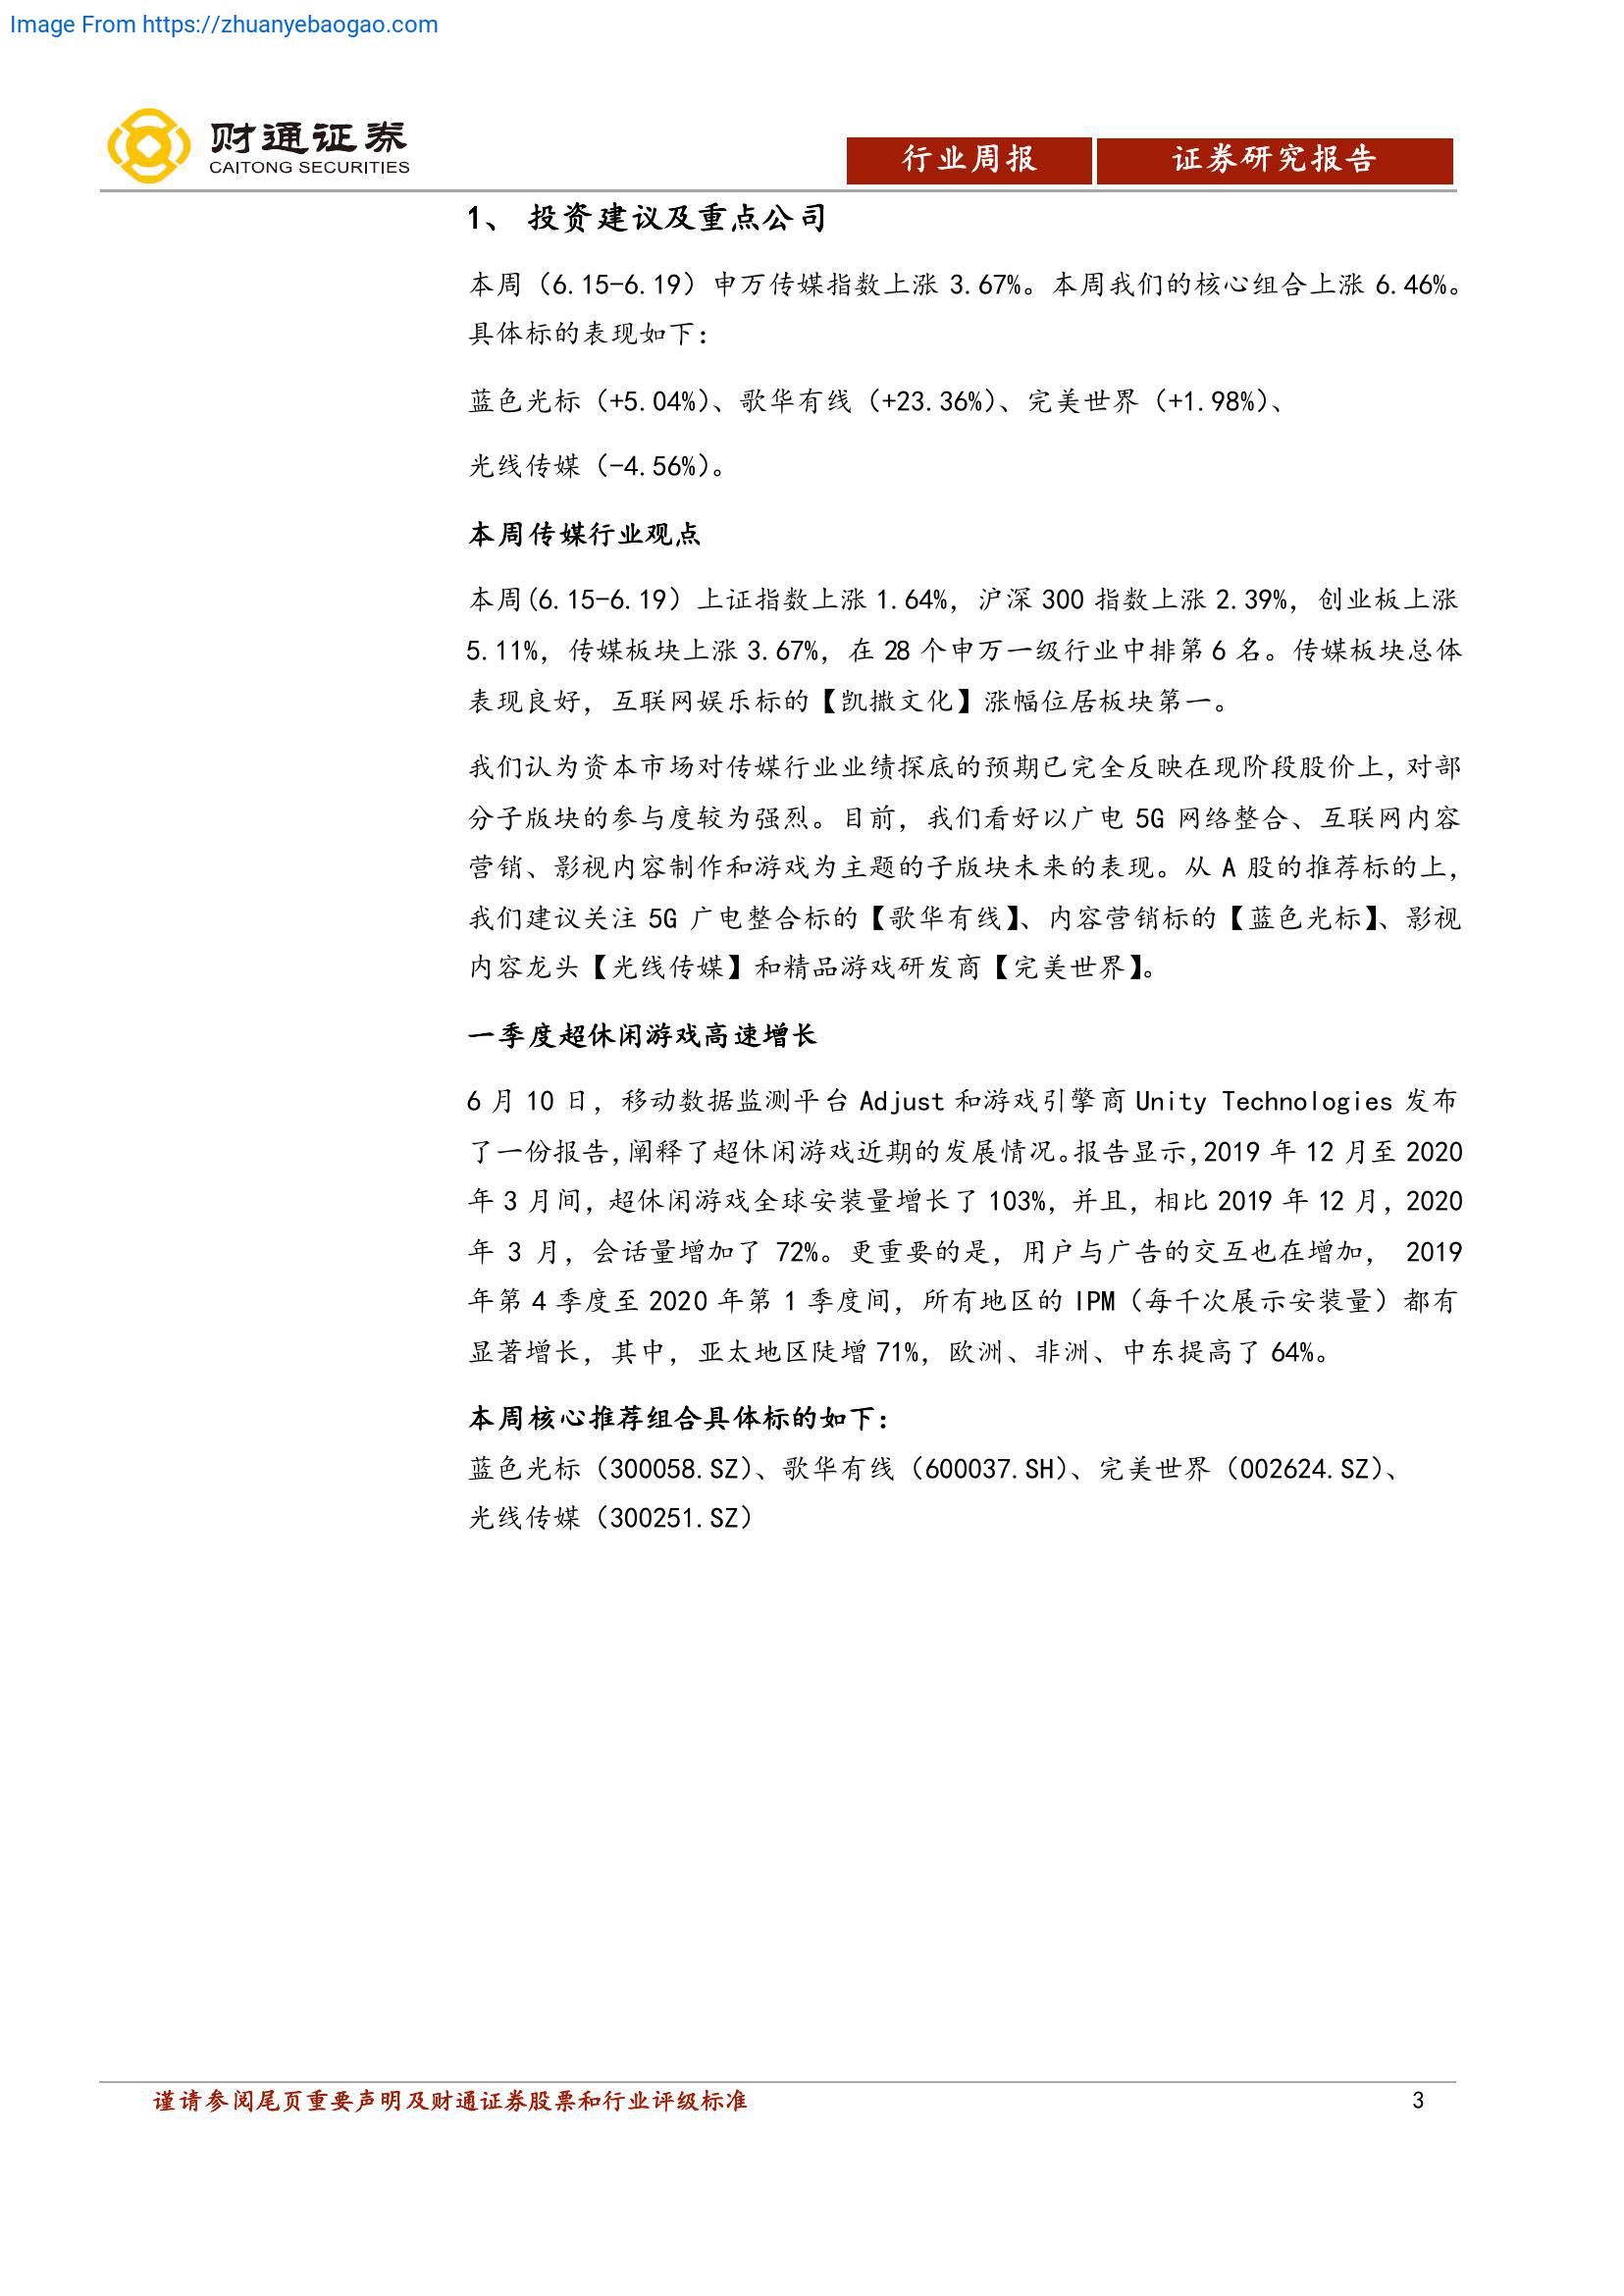 Image From https://zhuanyebaogao.com
财通证券
CAITONG SECURITIES
行业周报
证券研究报告
1、 投资建议及重点公司
本周（6.15-6.19）申万传媒指数上涨 3.67%。本周我们的核心组合上涨 6.46%。
具体标的表现如下：
蓝色光标（+5.04%）、歌华有线（+23.36%）、完美世界（+1.98%）、
光线传媒（-4.56%）。
本周传媒行业观点
本周(6.15-6.19）上证指数上涨 1.64%，沪深 300 指数上涨 2.39%，创业板上涨
5.11%，传媒板块上涨 3.67%，在 28 个申万一级行业中排第 6 名。传媒板块总体
表现良好，互联网娱乐标的【凯撒文化】涨幅位居板块第一。
我们认为资本市场对传媒行业业绩探底的预期已完全反映在现阶段股价上，对部
分子版块的参与度较为强烈。目前，我们看好以广电 5G 网络整合、互联网内容
营销、影视内容制作和游戏为主题的子版块未来的表现。从 A 股的推荐标的上，
我们建议关注 5G 广电整合标的【歌华有线】、内容营销标的【蓝色光标】、影视
内容龙头【光线传媒】和精品游戏研发商【完美世界】。
一季度超休闲游戏高速增长
6 月 10 日，移动数据监测平台 Adjust 和游戏引擎商 Unity Technologies 发布
了一份报告，阐释了超休闲游戏近期的发展情况。报告显示，2019 年 12 月至 2020
年 3 月间，超休闲游戏全球安装量增长了 103%，并且，相比 2019 年 12 月，2020
年 3 月，会话量增加了 72%。更重要的是，用户与广告的交互也在增加， 2019
年第 4 季度至 2020 年第 1 季度间，所有地区的 IPM（每千次展示安装量）都有
显著增长，其中，亚太地区陡增 71%，欧洲、非洲、中东提高了 64%。
本周核心推荐组合具体标的如下：
蓝色光标（300058.SZ）、歌华有线（600037.SH）、完美世界（002624.SZ）、
光线传媒（300251.SZ）
谨请参阅尾页重要声明及财通证券股票和行业评级标准
3